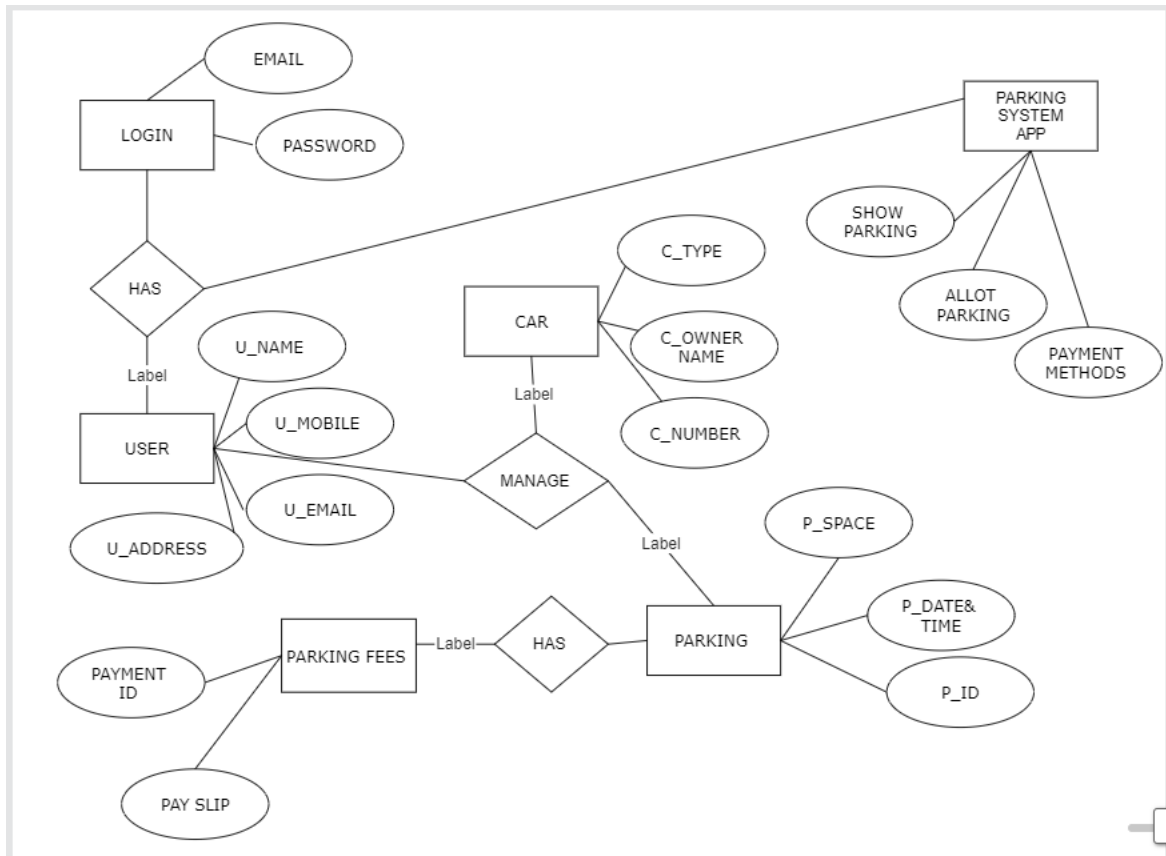 EMAIL
LOGIN
PASSWORD
PARKING
SYSTEM
APP
SHOW
PARKING
C_TYPE
HAS
ALLOT
PARKING
CAR
U_NAME
C_OWNER
NAME
PAYMENT
METHODS
Label
Label
U_MOBILE
C_NUMBER
USER
MANAGE
U_EMAIL
P_SPACE
U_ADDRESS
Label
P_DATE&
TIME
PARKING FEES
Label
HAS
PARKING
PAYMENT
ID
P_ID
PAY SLIP